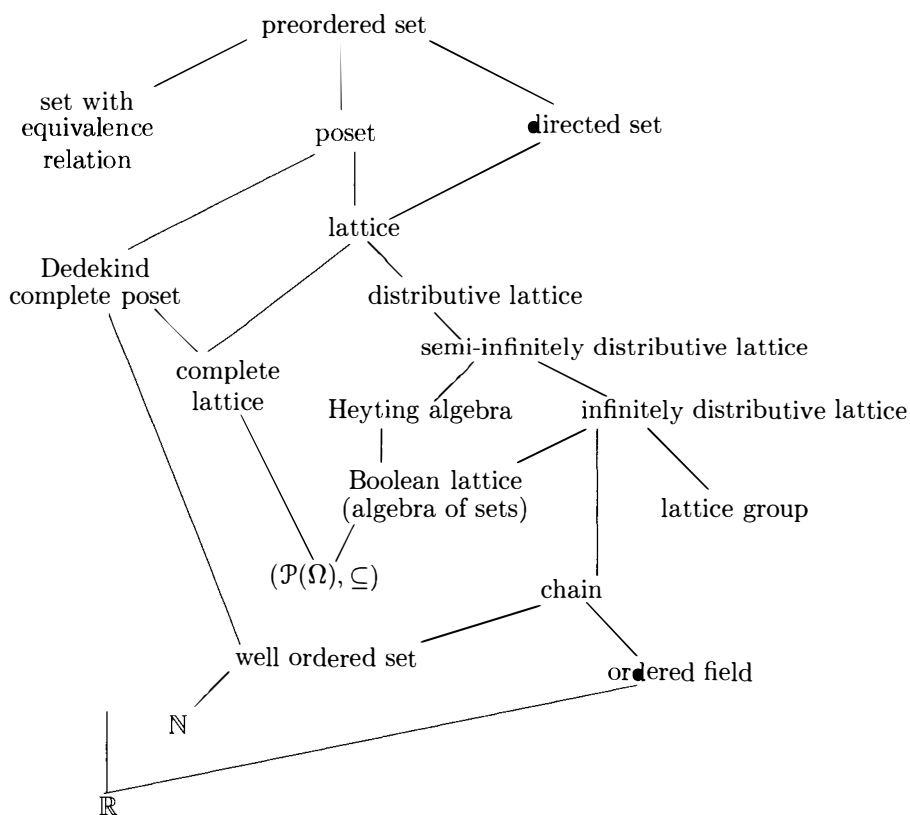 preordered set
set with
equivalence
relation
poset
directed set
lattice
Dedekind
complete poset
distributive lattice
semi-infinitely distributive lattice
complete
lattice
Heyting algebra
infinitely distributive lattice
Boolean lattice
(algebra of sets)
lattice group
(𝒫(Ω), ⊆)
chain
well ordered set
ordered field
ℕ
ℝ